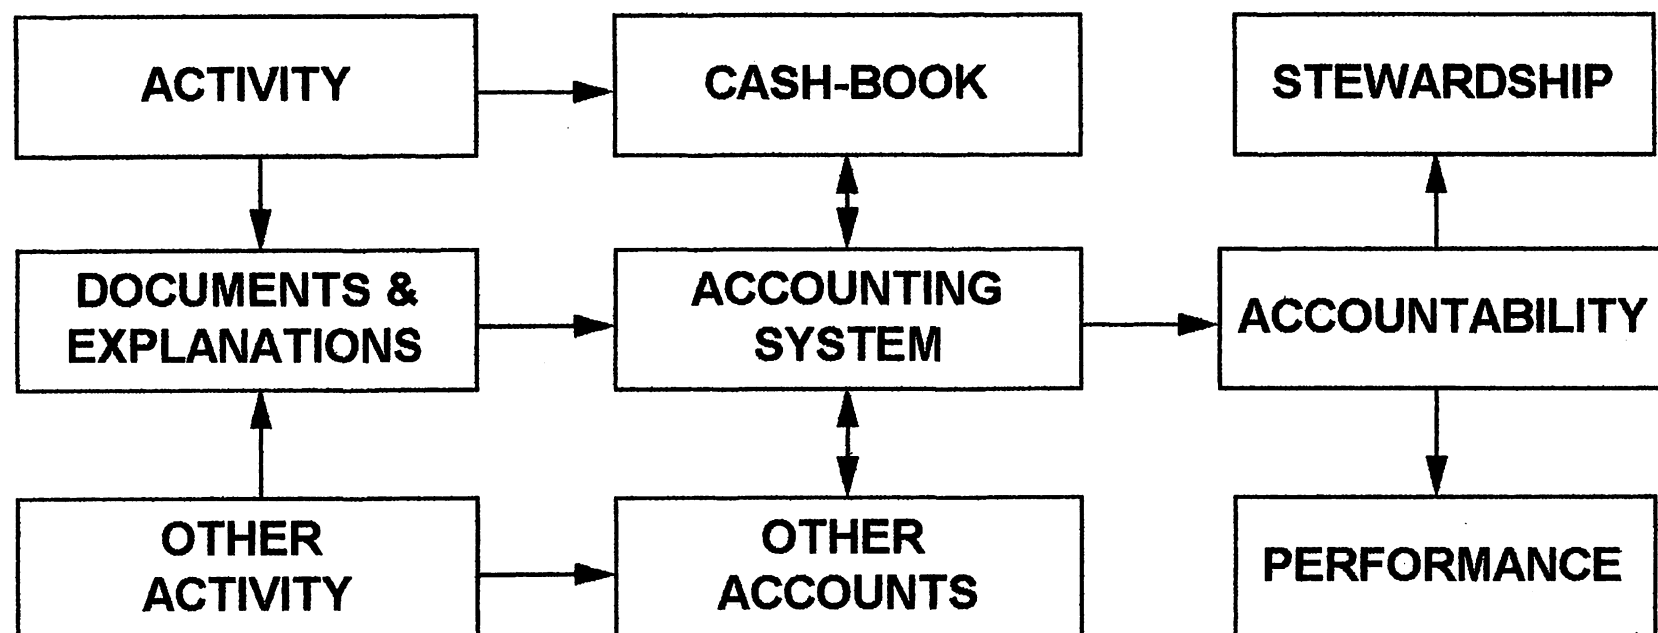 ACTIVITY
CASH-BOOK
STEWARDSHIP
DOCUMENTS &
EXPLANATIONS
ACCOUNTING
SYSTEM
ACCOUNTABILITY
OTHER
ACTIVITY
OTHER
ACCOUNTS
PERFORMANCE